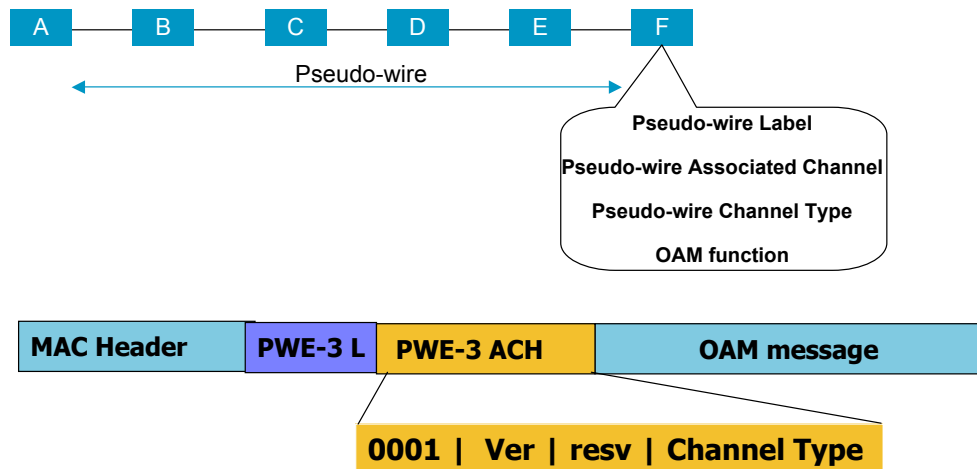 A B C D E F
Pseudo-wire
Pseudo-wire Label
Pseudo-wire Associated Channel
Pseudo-wire Channel Type
OAM function
MAC Header PWE-3 L PWE-3 ACH OAM message
0001 | Ver | resv | Channel Type